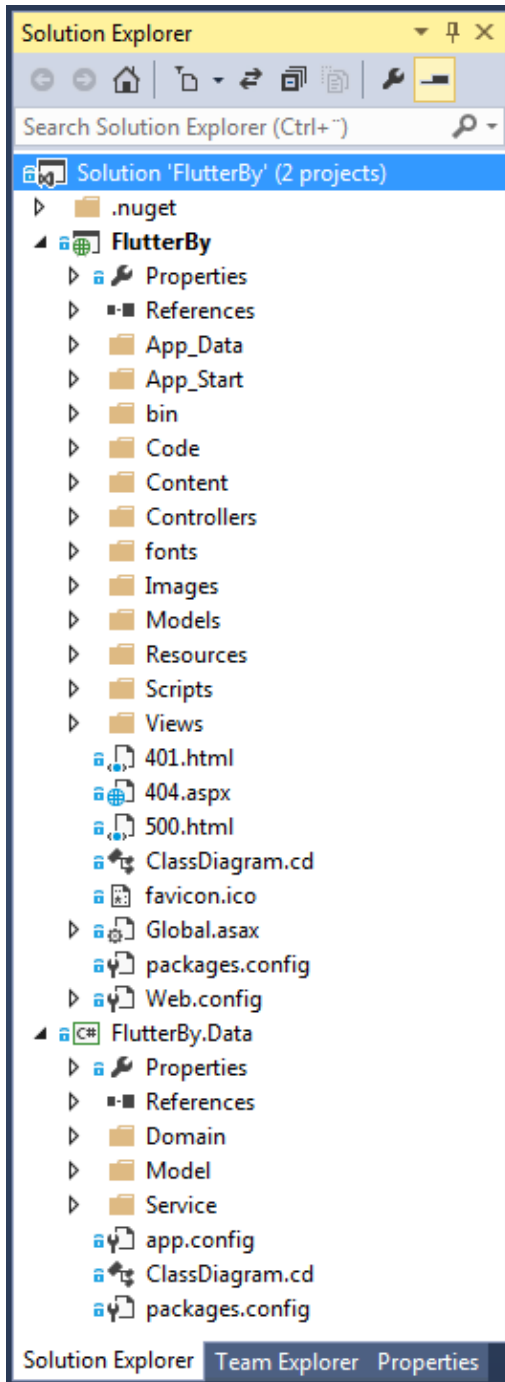 Solution Explorer
Search Solution Explorer (Ctrl+¨)
Solution 'FlutterBy' (2 projects)
.nuget
FlutterBy
Properties
References
App_Data
App_Start
bin
Code
Content
Controllers
fonts
Images
Models
Resources
Scripts
Views
401.html
404.aspx
500.html
ClassDiagram.cd
favicon.ico
Global.asax
packages.config
Web.config
C# FlutterBy.Data
Properties
References
Domain
Model
Service
app.config
ClassDiagram.cd
packages.config
Solution Explorer Team Explorer Properties